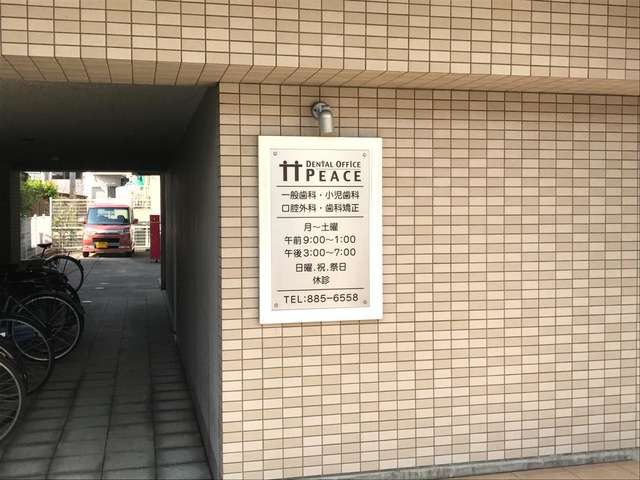 DENTAL OFFICE
PEACE
一般歯科・小児歯科
口腔外科・歯科矯正
月〜土曜
午前9:00〜1:00
午後3:00〜7:00
日曜.祝.祭日
休診
TEL:885-6558